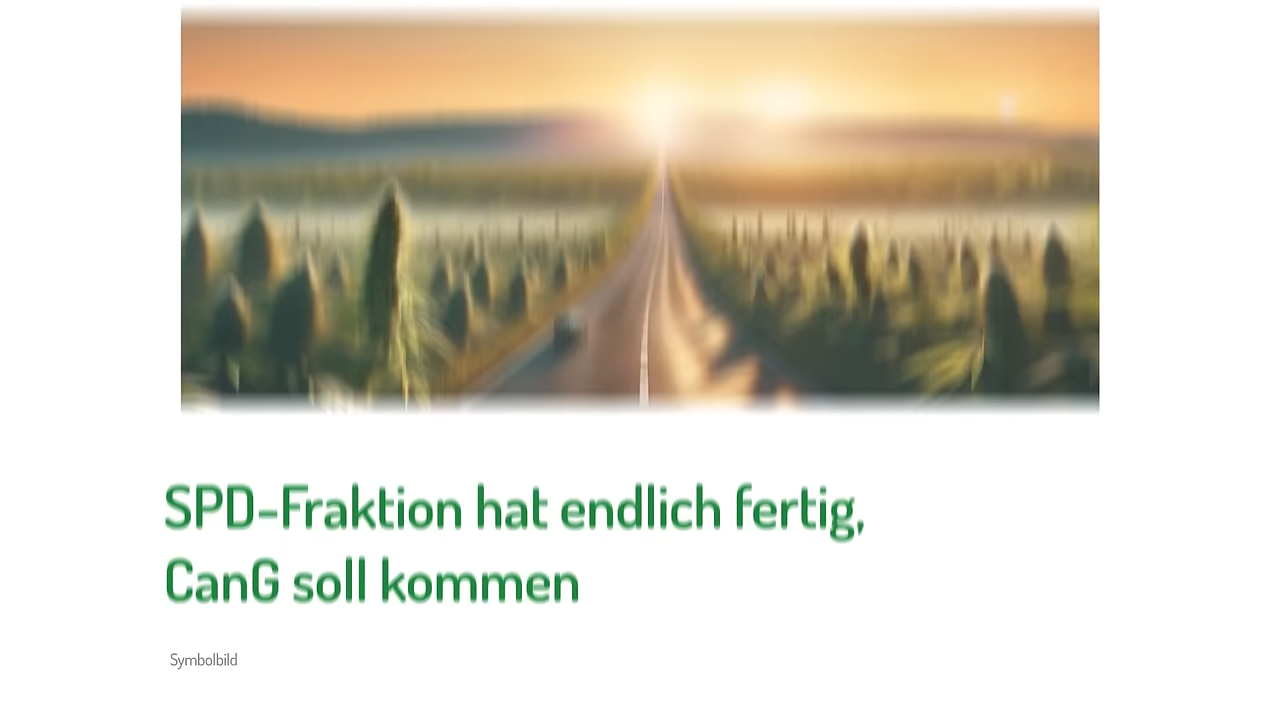 SPD-Fraktion hat endlich fertig,
CanG soll kommen
Symbolbild